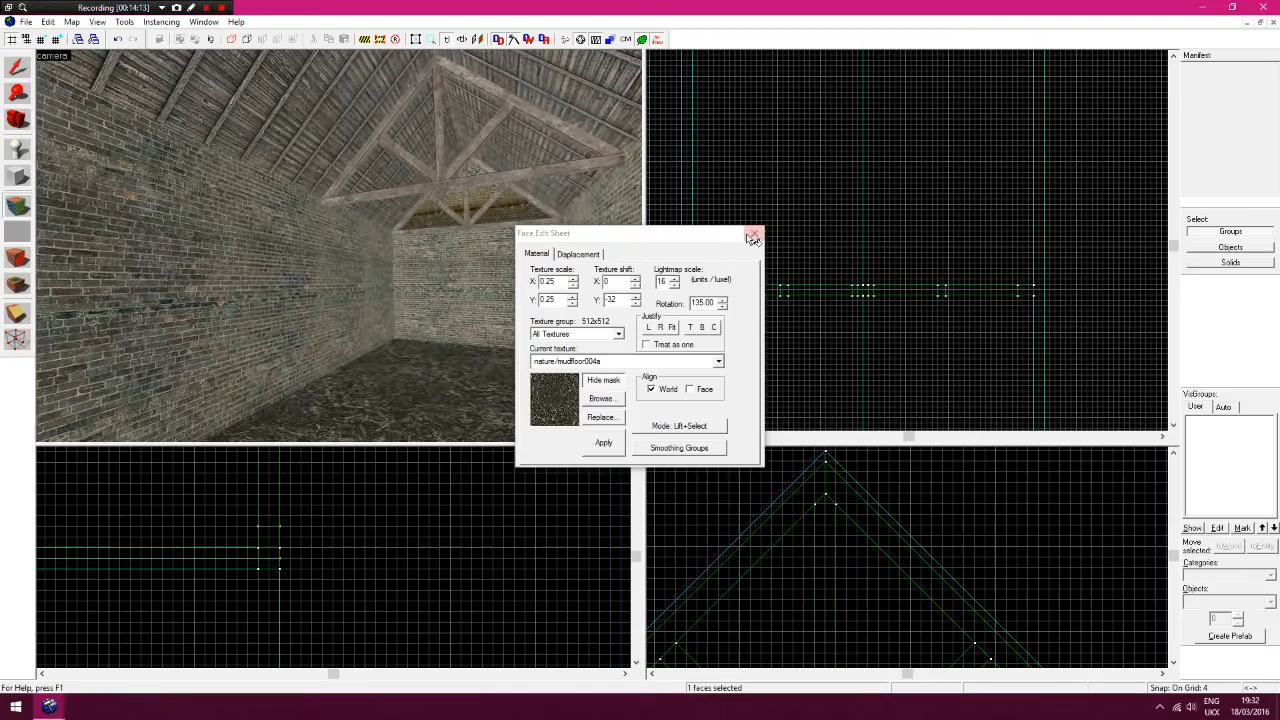 Recording [00:14:13]
File Edit Map View Tools Instancing Window Help
CM
camera
Manifest:
Select:
Groups
Objects
Solids
VisGroups:
User Auto
Show Edit Mark
Move selected: toWorld toEntity
Categories:
Objects:
0
Create Prefab
Face Edit Sheet
Material Displacement
Texture scale: Texture shift: Lightmap scale:
X: 0.25 X: 0 16 (units / luxel)
Y: 0.25 Y: -32 Rotation: 135.00
Texture group: 512x512 Justify
All Textures L R Fit T B C
Current texture: Treat as one
nature/mudfloor004a
Hide mask Align
World Face
Browse...
Replace... Mode: Lift+Select
Apply Smoothing Groups
For Help, press F1 1 faces selected Snap: On Grid: 4 <->
ENG 19:32
UKX 18/03/2016